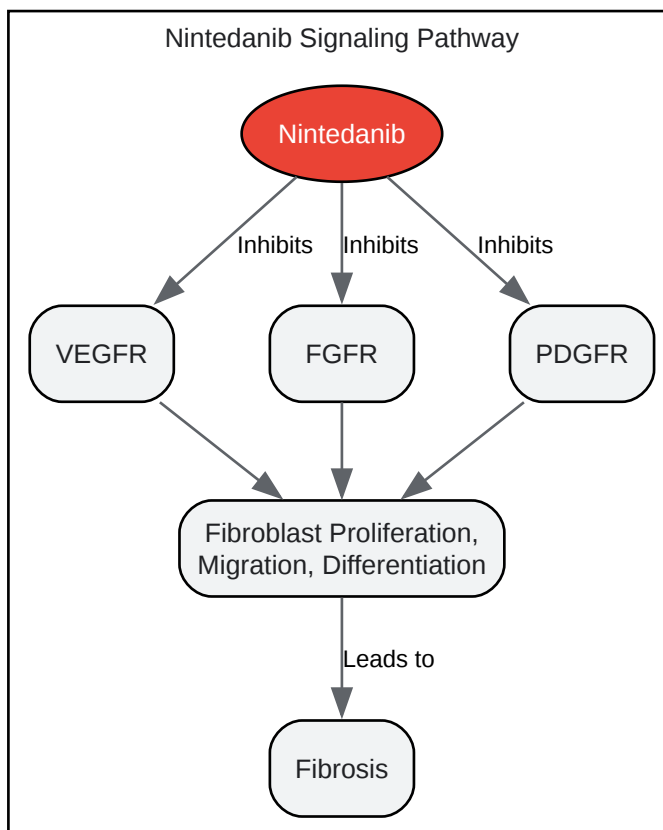 Nintedanib Signaling Pathway
Nintedanib
Inhibits
Inhibits
Inhibits
VEGFR
FGFR
PDGFR
Fibroblast Proliferation,
Migration, Differentiation
Leads to
Fibrosis